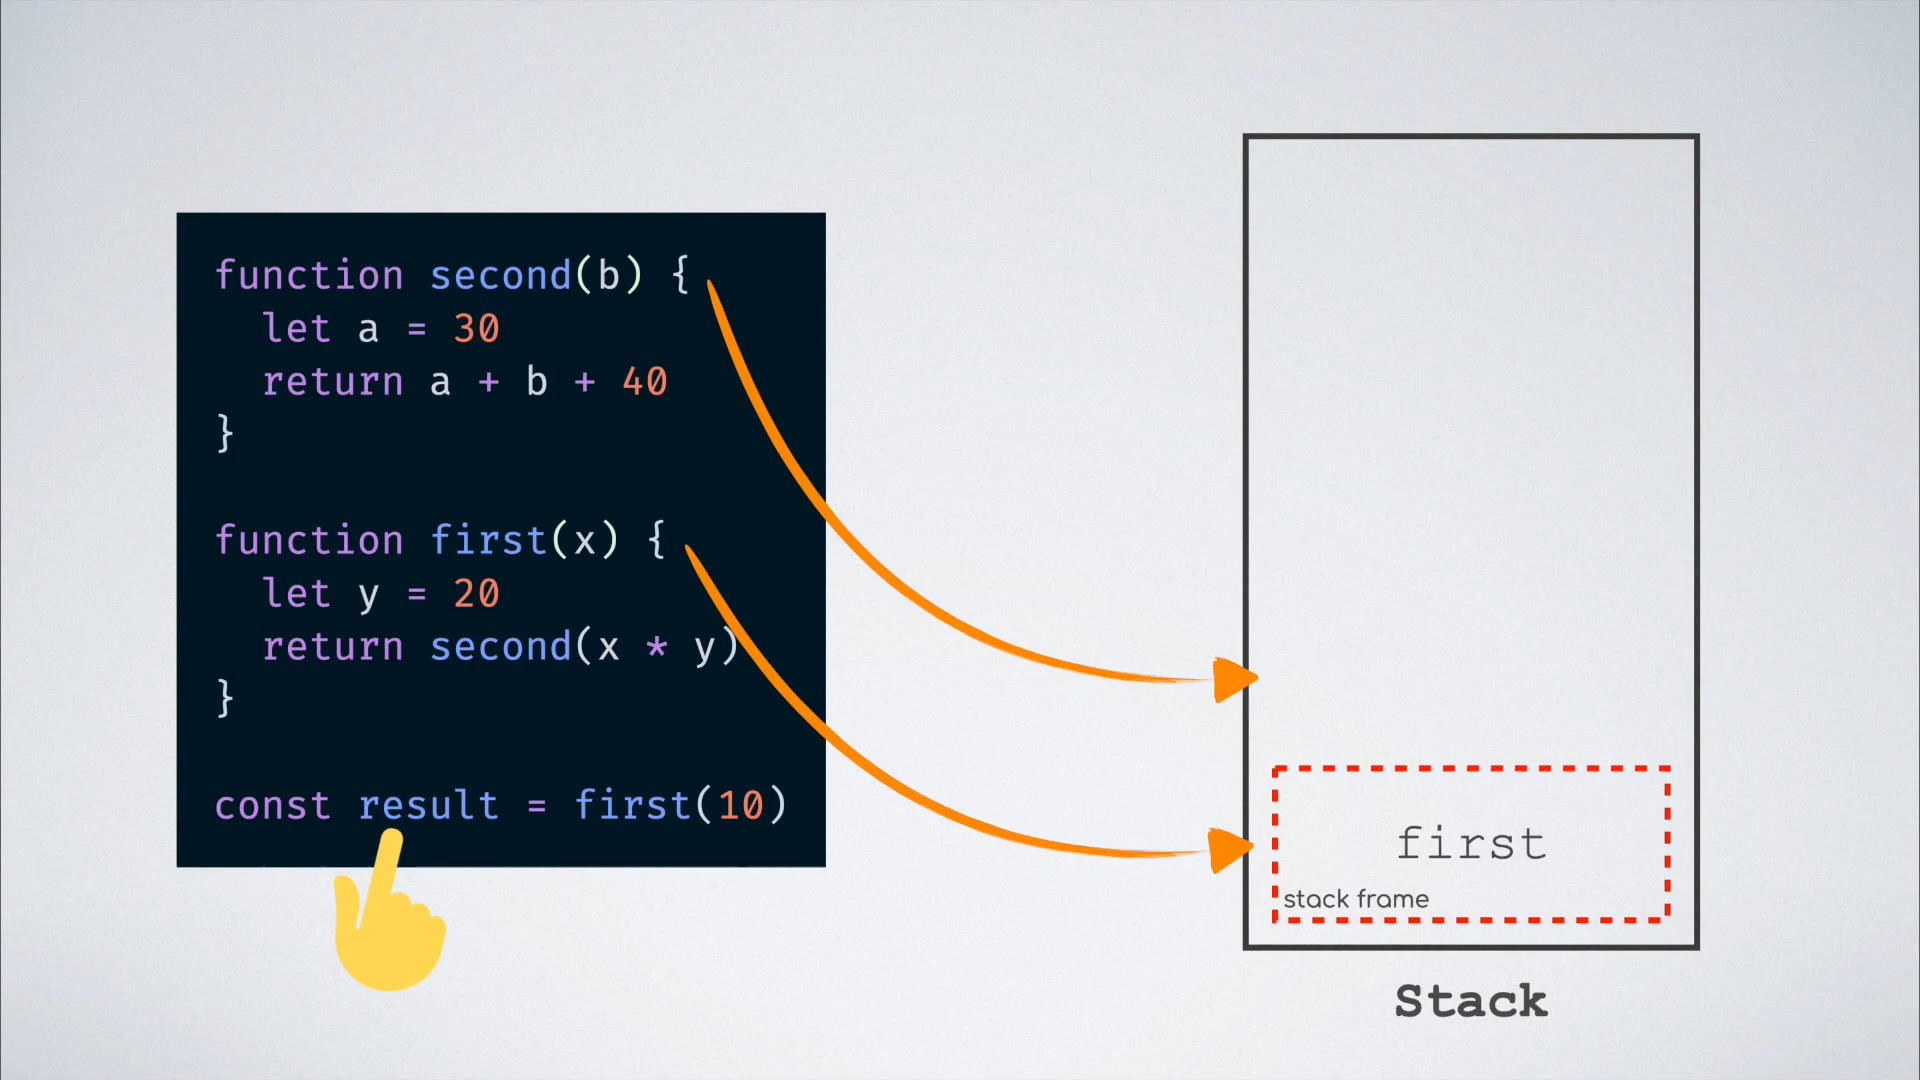 function second(b) {
  let a = 30
  return a + b + 40
}
function first(x) {
  let y = 20
  return second(x * y)
}
const result = first(10)
first
stack frame
Stack